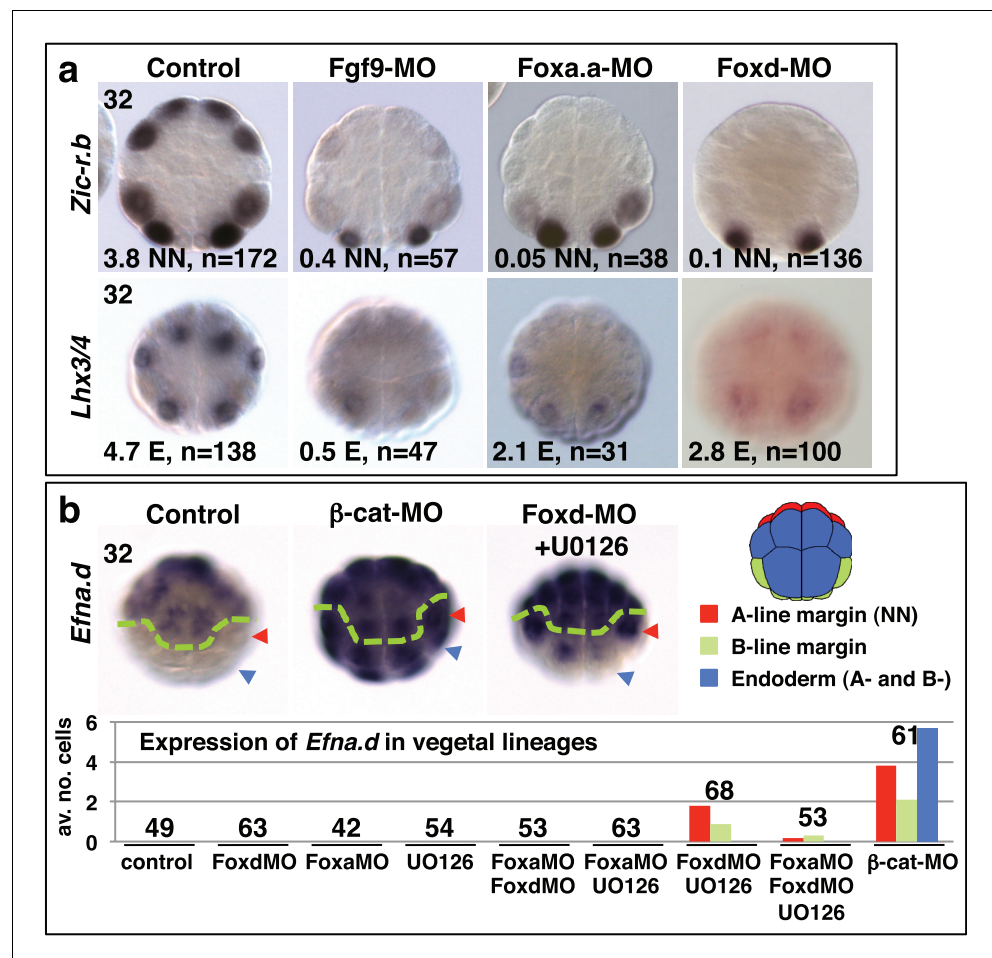 a
Control Fgf9-MO Foxa.a-MO Foxd-MO
Zic-r.b
32
3.8 NN, n=172 0.4 NN, n=57 0.05 NN, n=38 0.1 NN, n=136
Lhx3/4
32
4.7 E, n=138 0.5 E, n=47 2.1 E, n=31 2.8 E, n=100
b
Control β-cat-MO Foxd-MO
+U0126
Efna.d
32
A-line margin (NN)
B-line margin
Endoderm (A- and B-)
av. no. cells
6
4
2
0
Expression of Efna.d in vegetal lineages
49 63 42 54 53 63 68 53 61
control FoxdMO FoxaMO UO126 FoxaMO FoxaMO FoxdMO FoxaMO β-cat-MO
FoxdMO UO126 UO126 FoxdMO
UO126